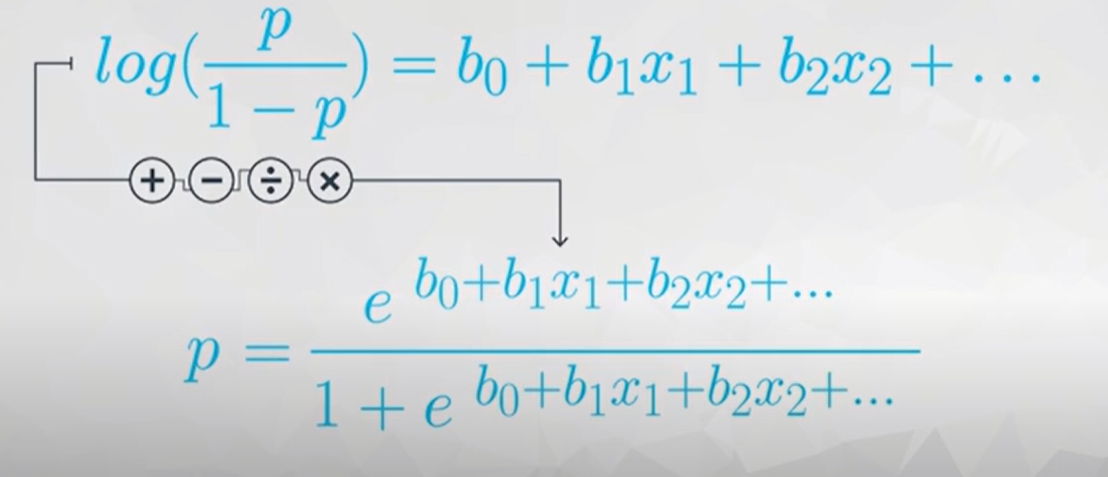 log(p/(1 − p)) = b₀ + b₁x₁ + b₂x₂ + ...
+ − ÷ ×
p = e^(b₀+b₁x₁+b₂x₂+...) / (1 + e^(b₀+b₁x₁+b₂x₂+...))